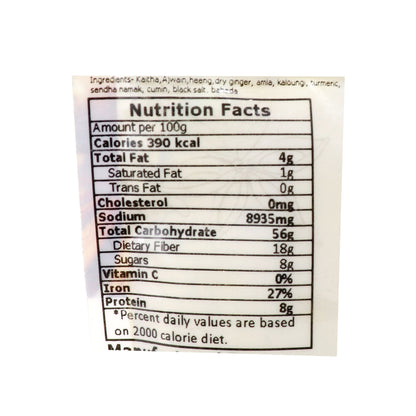 Ingredients- Kaitha,Ajwain,heeng,dry ginger, amla, kaloungi, turmeric,
sendha namak, cumin, black salt, baheda
Nutrition Facts
Amount per 100g
Calories 390 kcal
Total Fat 4g
Saturated Fat 1g
Trans Fat 0g
Cholesterol 0mg
Sodium 8935mg
Total Carbohydrate 56g
Dietary Fiber 18g
Sugars 8g
Vitamin C 0%
Iron 27%
Protein 8g
*Percent daily values are based
on 2000 calorie diet.